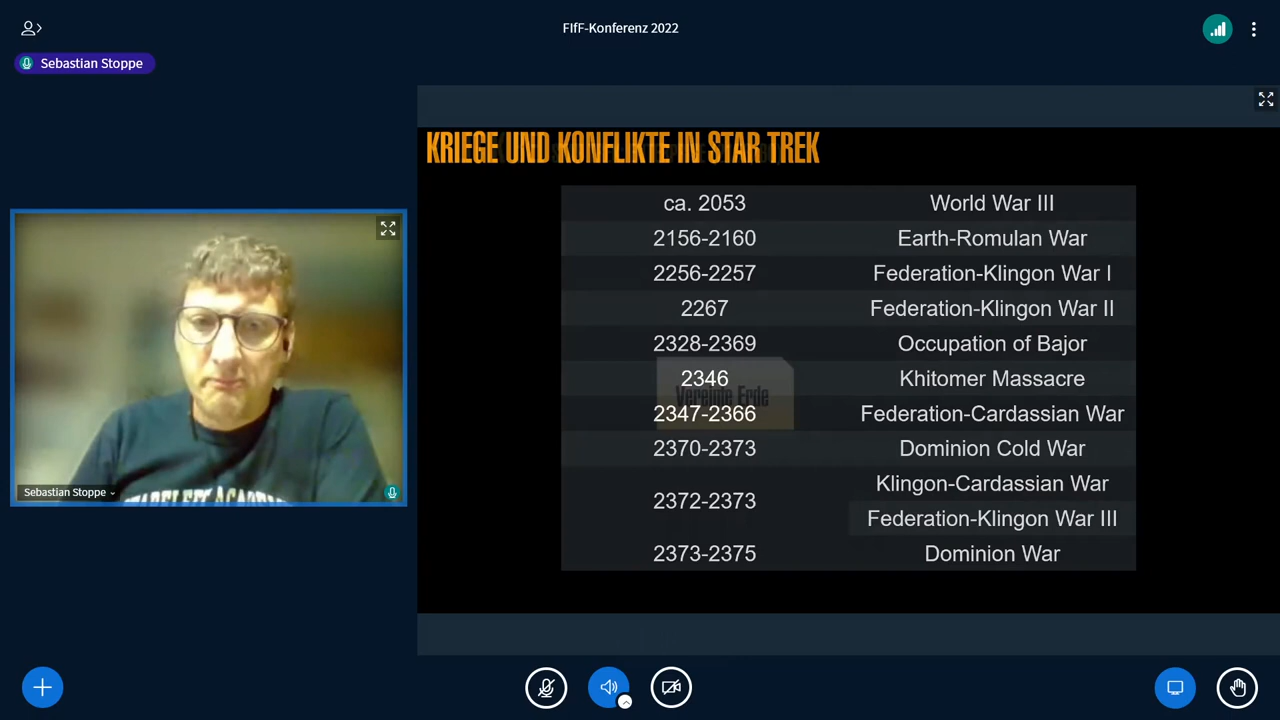 FIfF-Konferenz 2022
Sebastian Stoppe
KRIEGE UND KONFLIKTE IN STAR TREK
ca. 2053 World War III
2156-2160 Earth-Romulan War
2256-2257 Federation-Klingon War I
2267 Federation-Klingon War II
2328-2369 Occupation of Bajor
2346 Khitomer Massacre
Vereinte Erde
2347-2366 Federation-Cardassian War
2370-2373 Dominion Cold War
2372-2373 Klingon-Cardassian War
Federation-Klingon War III
2373-2375 Dominion War
Sebastian Stoppe